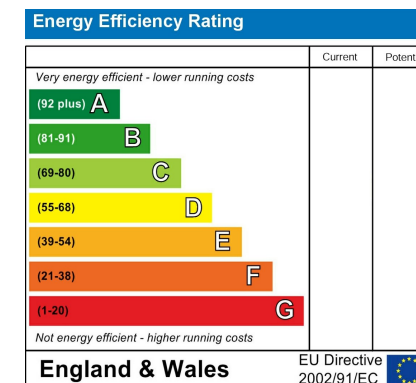 Energy Efficiency Rating
Current Potent
Very energy efficient - lower running costs
(92 plus) A
(81-91) B
(69-80) C
(55-68) D
(39-54) E
(21-38) F
(1-20) G
Not energy efficient - higher running costs
England & Wales
EU Directive
2002/91/EC